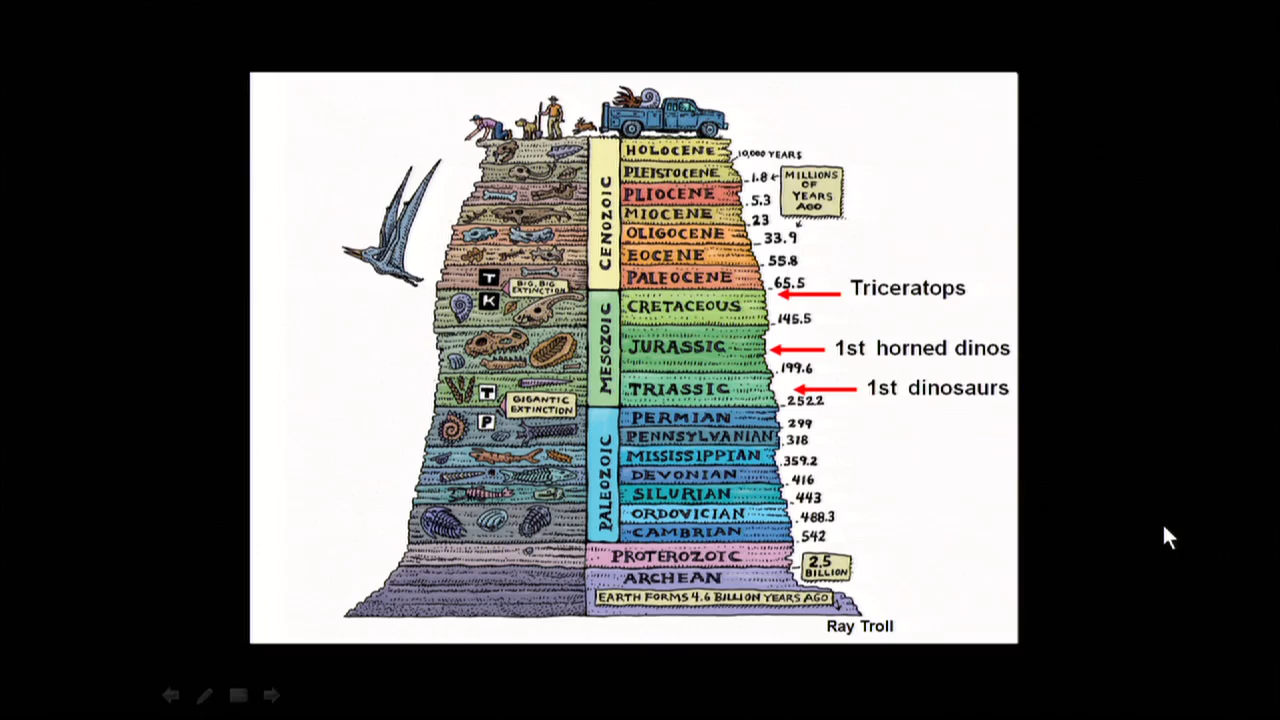 HOLOCENE
10,000 YEARS
PLEISTOCENE
1.8
MILLIONS
OF
YEARS
AGO
PLIOCENE
5.3
MIOCENE
23
OLIGOCENE
33.9
EOCENE
55.8
PALEOCENE
65.5
CENOZOIC
T
K
BIG, BIG
EXTINCTION
Triceratops
CRETACEOUS
145.5
JURASSIC
1st horned dinos
199.6
TRIASSIC
1st dinosaurs
252.2
MESOZOIC
T
P
GIGANTIC
EXTINCTION
PERMIAN
299
PENNSYLVANIAN
318
MISSISSIPPIAN
359.2
DEVONIAN
416
SILURIAN
443
ORDOVICIAN
488.3
CAMBRIAN
542
PALEOZOIC
PROTEROZOIC
2.5
BILLION
ARCHEAN
EARTH FORMS 4.6 BILLION YEARS AGO
Ray Troll